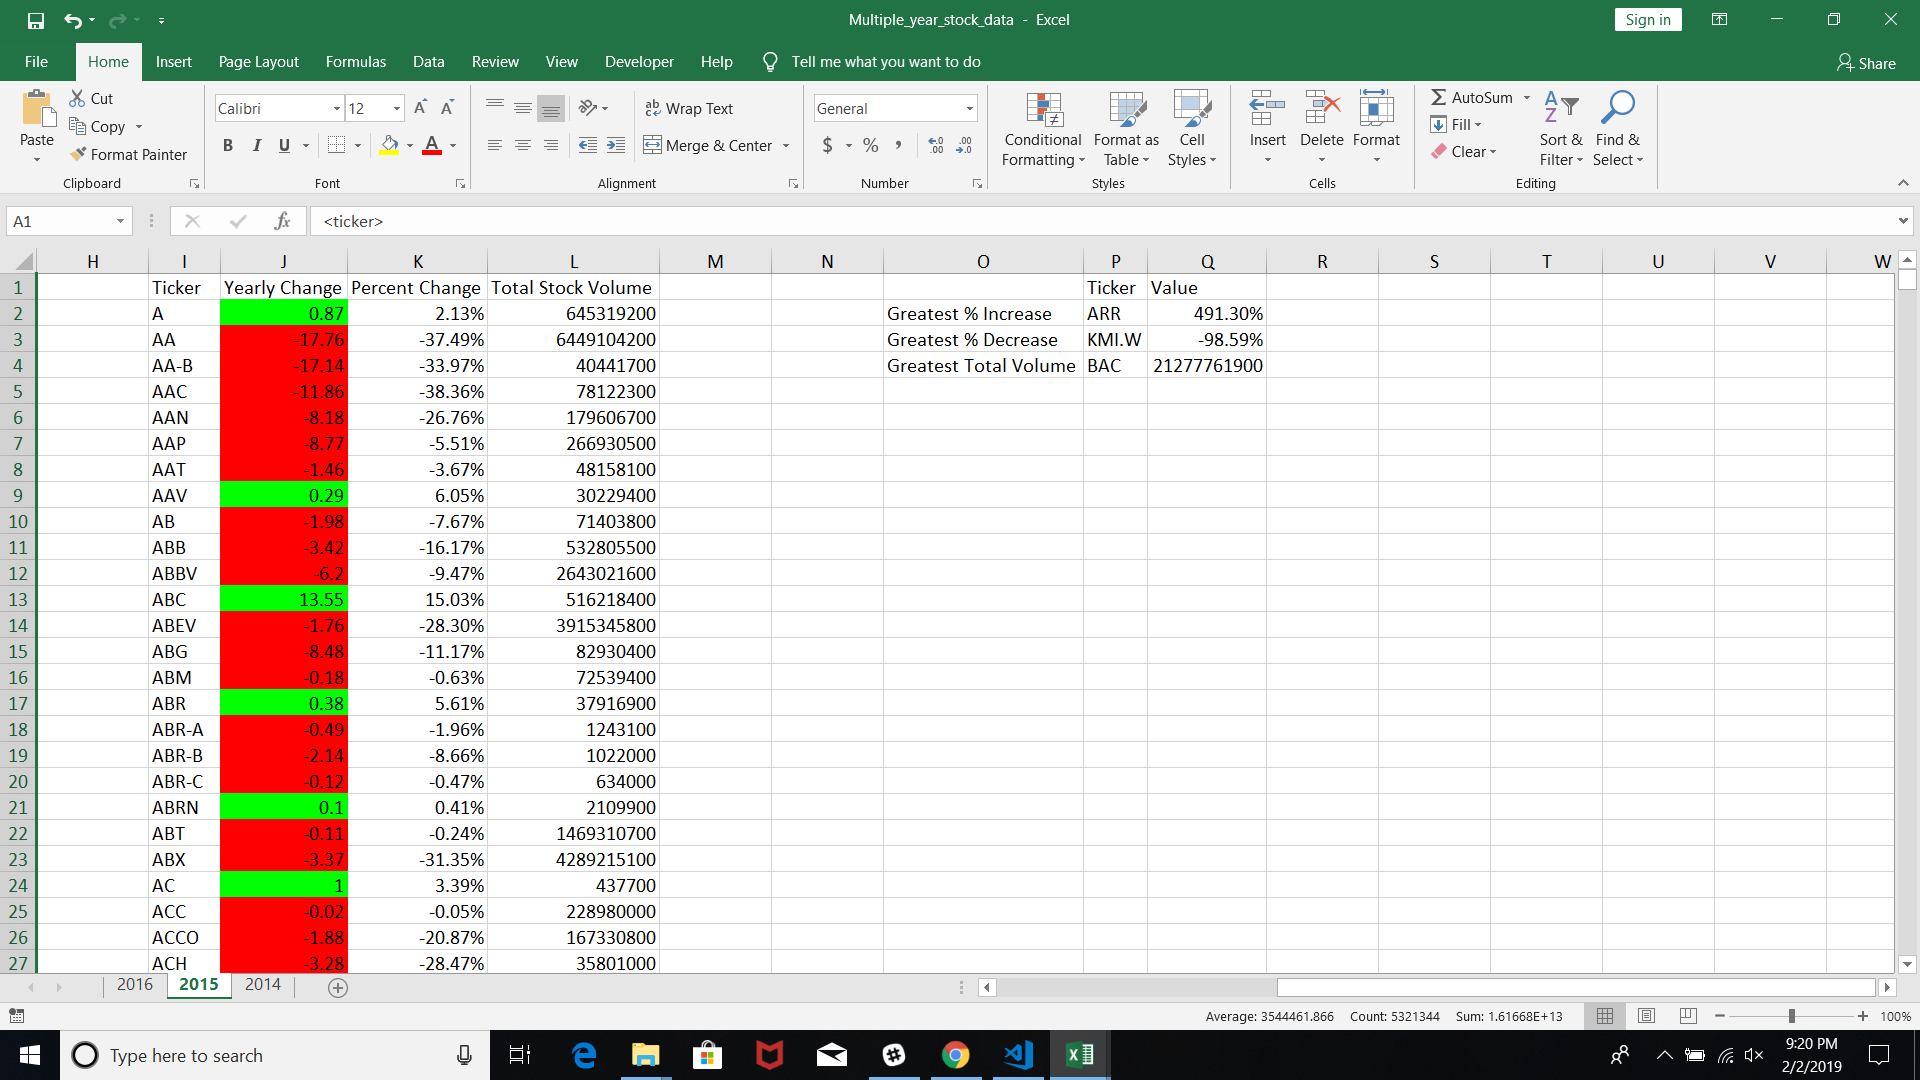 Multiple_year_stock_data - Excel
Sign in
File Home Insert Page Layout Formulas Data Review View Developer Help Tell me what you want to do Share
Paste Cut Copy Format Painter Clipboard
Calibri 12 B I U A Font
Wrap Text Merge & Center Alignment
General $ % , Number
Conditional Formatting Format as Table Cell Styles Styles
Insert Delete Format Cells
AutoSum Fill Clear Sort & Filter Find & Select Editing
A1 fx <ticker>
H I J K L M N O P Q R S T U V W
1 Ticker Yearly Change Percent Change Total Stock Volume Ticker Value
2 A 0.87 2.13% 645319200 Greatest % Increase ARR 491.30%
3 AA -17.76 -37.49% 6449104200 Greatest % Decrease KMI.W -98.59%
4 AA-B -17.14 -33.97% 40441700 Greatest Total Volume BAC 21277761900
5 AAC -11.86 -38.36% 78122300
6 AAN -8.18 -26.76% 179606700
7 AAP -8.77 -5.51% 266930500
8 AAT -1.46 -3.67% 48158100
9 AAV 0.29 6.05% 30229400
10 AB -1.98 -7.67% 71403800
11 ABB -3.42 -16.17% 532805500
12 ABBV -6.2 -9.47% 2643021600
13 ABC 13.55 15.03% 516218400
14 ABEV -1.76 -28.30% 3915345800
15 ABG -8.48 -11.17% 82930400
16 ABM -0.18 -0.63% 72539400
17 ABR 0.38 5.61% 37916900
18 ABR-A -0.49 -1.96% 1243100
19 ABR-B -2.14 -8.66% 1022000
20 ABR-C -0.12 -0.47% 634000
21 ABRN 0.1 0.41% 2109900
22 ABT -0.11 -0.24% 1469310700
23 ABX -3.37 -31.35% 4289215100
24 AC 1 3.39% 437700
25 ACC -0.02 -0.05% 228980000
26 ACCO -1.88 -20.87% 167330800
27 ACH -3.28 -28.47% 35801000
2016 2015 2014
Average: 3544461.866 Count: 5321344 Sum: 1.61668E+13 100%
Type here to search
9:20 PM
2/2/2019